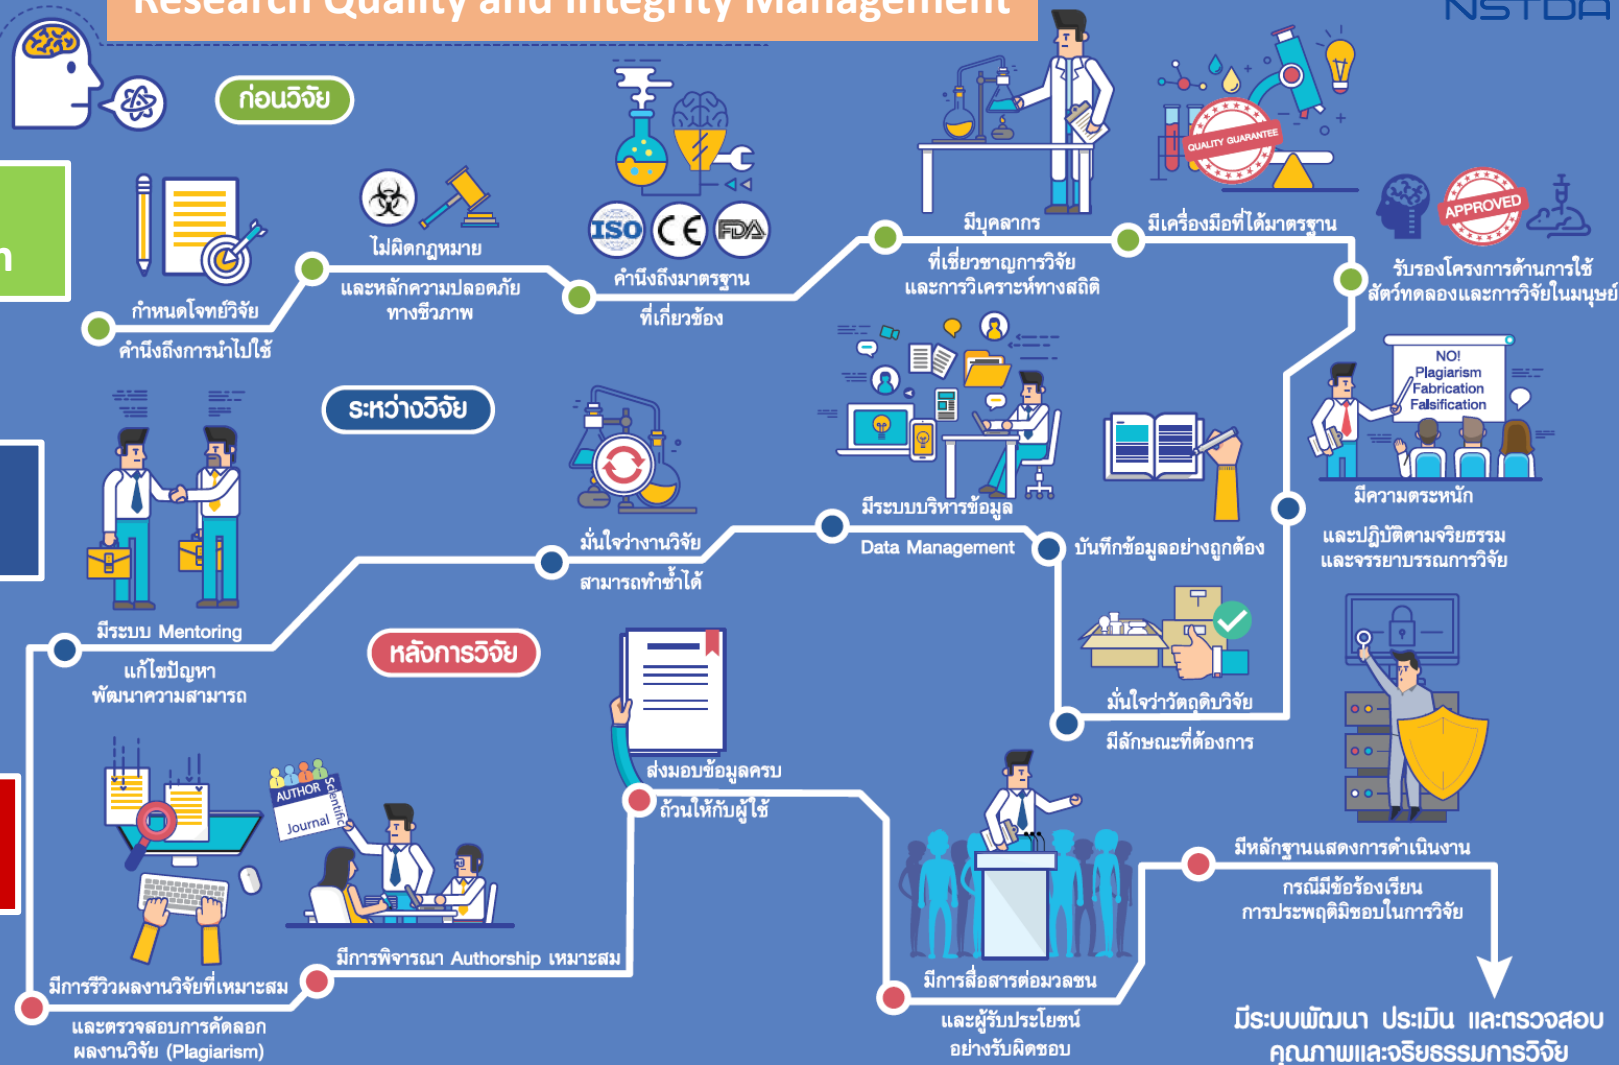 Research Quality and Integrity Management
NSTDA
ก่อนวิจัย
กำหนดโจทย์วิจัย
คำนึงถึงการนำไปใช้
ไม่ผิดกฎหมาย
และหลักความปลอดภัย
ทางชีวภาพ
ISO CE FDA
คำนึงถึงมาตรฐาน
ที่เกี่ยวข้อง
มีบุคลากร
ที่เชี่ยวชาญการวิจัย
และการวิเคราะห์ทางสถิติ
QUALITY GUARANTEE
มีเครื่องมือที่ได้มาตรฐาน
APPROVED
รับรองโครงการด้านการใช้
สัตว์ทดลองและการวิจัยในมนุษย์
ระหว่างวิจัย
NO!
Plagiarism
Fabrication
Falsification
มีความตระหนัก
และปฏิบัติตามจริยธรรม
และจรรยาบรรณการวิจัย
มั่นใจว่าวัตถุดิบวิจัย
มีลักษณะที่ต้องการ
บันทึกข้อมูลอย่างถูกต้อง
มีระบบบริหารข้อมูล
Data Management
มั่นใจว่างานวิจัย
สามารถทำซ้ำได้
มีระบบ Mentoring
แก้ไขปัญหา
พัฒนาความสามารถ
หลังการวิจัย
มีการรีวิวผลงานวิจัยที่เหมาะสม
และตรวจสอบการคัดลอก
ผลงานวิจัย (Plagiarism)
AUTHOR
Scientific
Journal
มีการพิจารณา Authorship เหมาะสม
ส่งมอบข้อมูลครบ
ถ้วนให้กับผู้ใช้
มีการสื่อสารต่อมวลชน
และผู้รับประโยชน์
อย่างรับผิดชอบ
มีหลักฐานแสดงการดำเนินงาน
กรณีมีข้อร้องเรียน
การประพฤติมิชอบในการวิจัย
มีระบบพัฒนา ประเมิน และตรวจสอบ
คุณภาพและจริยธรรมการวิจัย